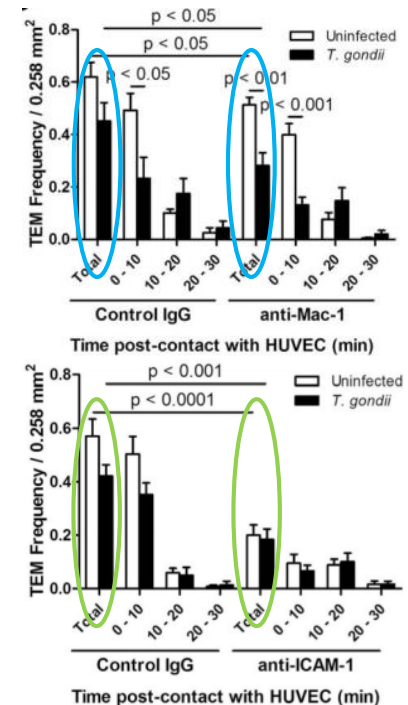 p < 0.05
p < 0.05
Uninfected
T. gondii
p < 0.05
p < 0.01
p < 0.001
TEM Frequency / 0.258 mm²
0.8
0.6
0.4
0.2
0.0
Total
0 - 10
10 - 20
20 - 30
Total
0 - 10
10 - 20
20 - 30
Control IgG
anti-Mac-1
Time post-contact with HUVEC (min)
p < 0.001
p < 0.0001
Uninfected
T. gondii
TEM Frequency / 0.258 mm²
0.8
0.6
0.4
0.2
0.0
Total
0 - 10
10 - 20
20 - 30
Total
0 - 10
10 - 20
20 - 30
Control IgG
anti-ICAM-1
Time post-contact with HUVEC (min)